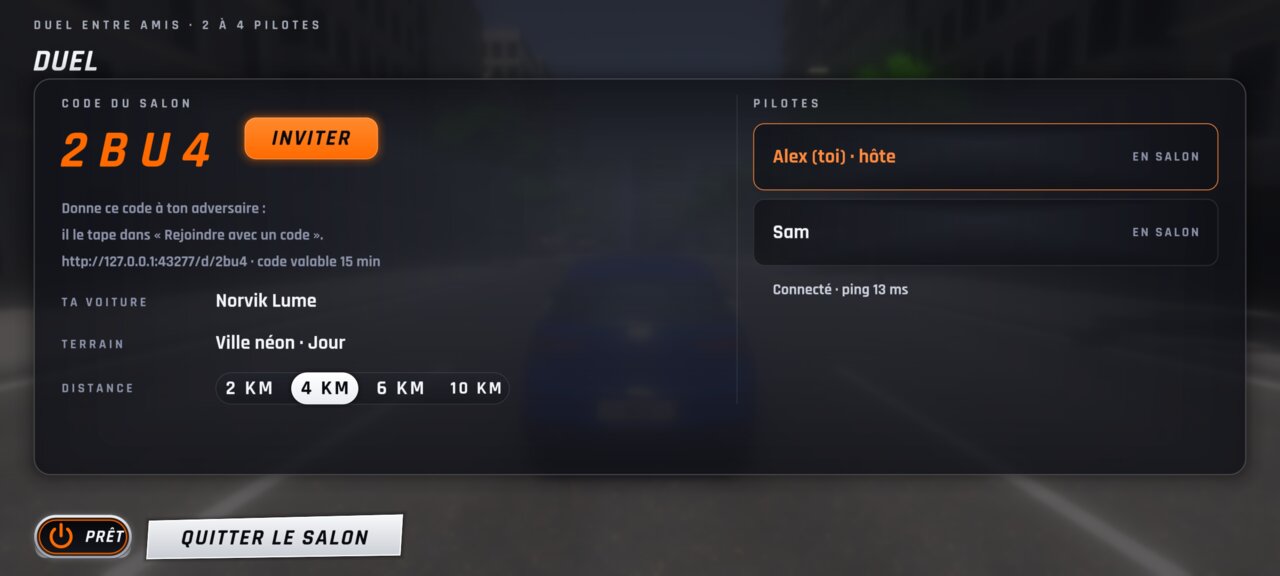 DUEL ENTRE AMIS · 2 À 4 PILOTES
DUEL
CODE DU SALON
2BU4
INVITER
Donne ce code à ton adversaire :
il le tape dans « Rejoindre avec un code ».
http://127.0.0.1:43277/d/2bu4 · code valable 15 min
TA VOITURE Norvik Lume
TERRAIN Ville néon · Jour
DISTANCE 2 KM 4 KM 6 KM 10 KM
PILOTES
Alex (toi) · hôte EN SALON
Sam EN SALON
Connecté · ping 13 ms
PRÊT
QUITTER LE SALON